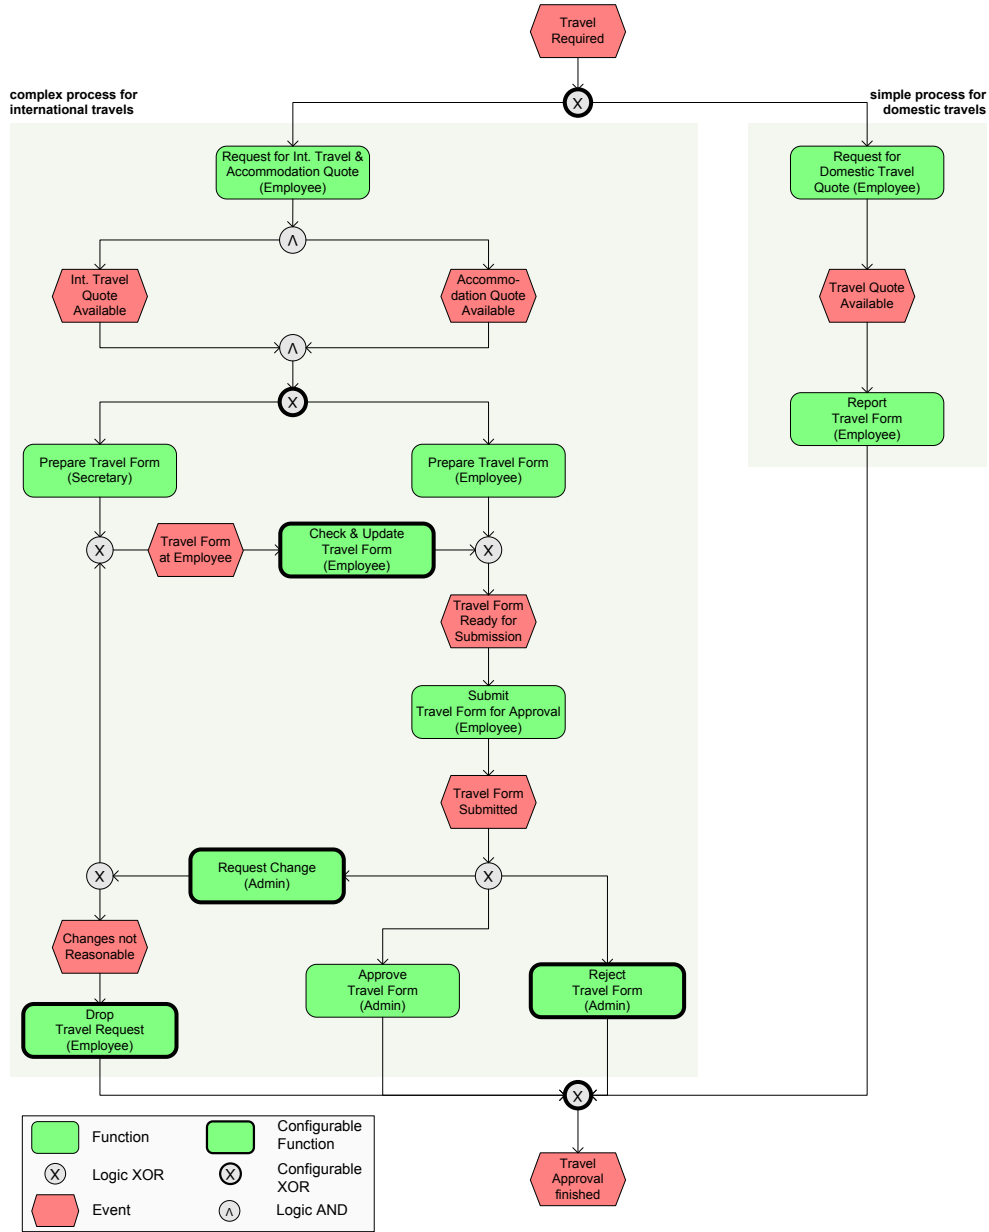 Travel
Required
complex process for
international travels
simple process for
domestic travels
X
Request for Int. Travel &
Accommodation Quote
(Employee)
Request for
Domestic Travel
Quote (Employee)
Λ
Int. Travel
Quote
Available
Accommo-
dation Quote
Available
Travel Quote
Available
Λ
X
Report
Travel Form
(Employee)
Prepare Travel Form
(Secretary)
Prepare Travel Form
(Employee)
X
Travel Form
at Employee
Check & Update
Travel Form
(Employee)
X
Travel Form
Ready for
Submission
Submit
Travel Form for Approval
(Employee)
Travel Form
Submitted
X
Request Change
(Admin)
X
Changes not
Reasonable
Approve
Travel Form
(Admin)
Reject
Travel Form
(Admin)
Drop
Travel Request
(Employee)
X
Function
Configurable
Function
X
Logic XOR
X
Configurable
XOR
Event
Λ
Logic AND
Travel
Approval
finished